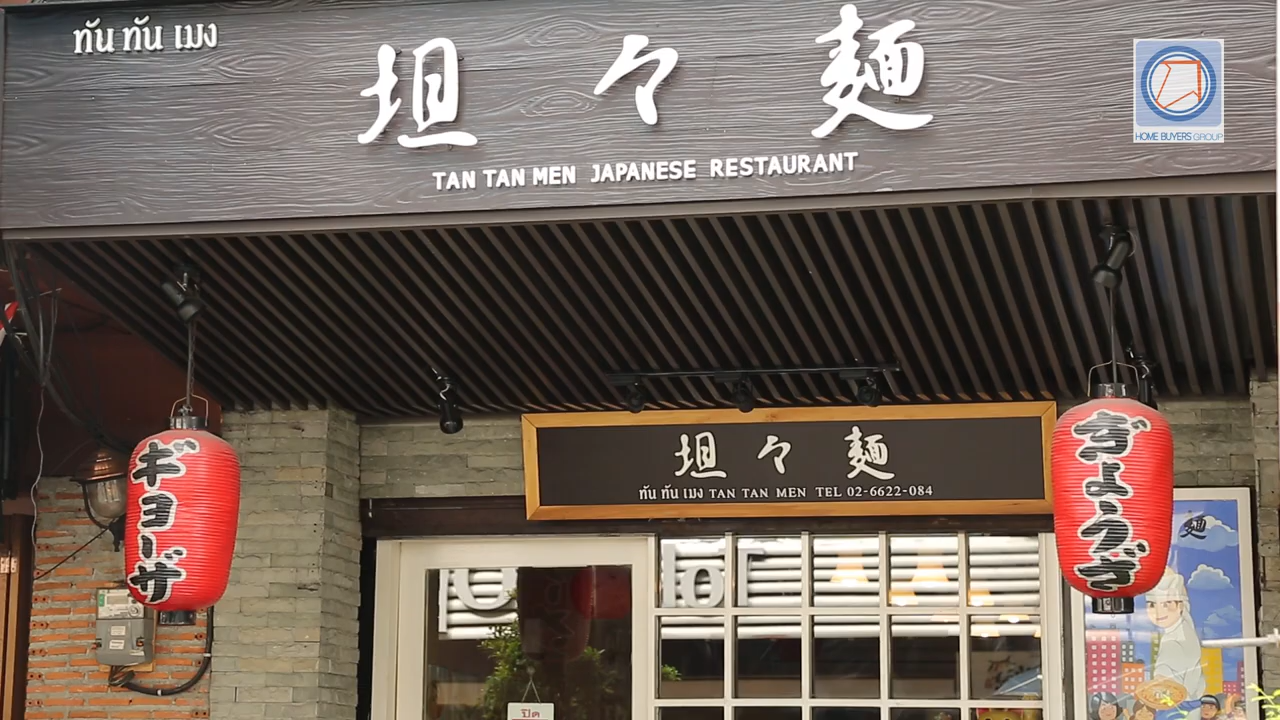 ทัน ทัน เมง
坦々麺
TAN TAN MEN JAPANESE RESTAURANT
HOME BUYERS GROUP
坦々麺
ทัน ทัน เมง TAN TAN MEN TEL 02-6622-084
ギョーザ
ぎょうざ
麺
ปิด